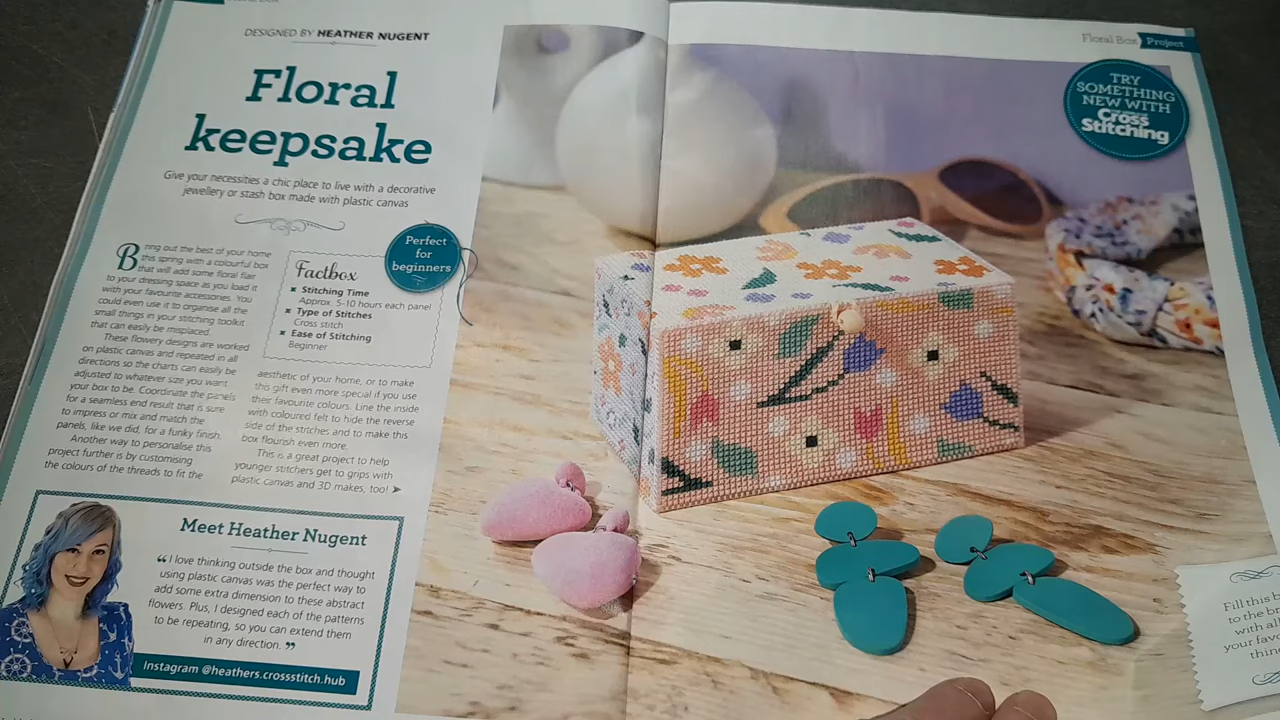 DESIGNED BY HEATHER NUGENT
Floral
keepsake
Give your necessities a chic place to live with a decorative
jewellery or stash box made with plastic canvas
Bring out the best of your home
this spring with a colourful box
that will add some floral flair
to your dressing space as you load it
with your favourite accessories. You
could even use it to organise all the
small things in your stitching toolkit
that can easily be misplaced.
These flowery designs are worked
on plastic canvas and repeated in all
directions so the charts can easily be
adjusted to whatever size you want
your box to be. Coordinate the panels
for a seamless end result that is sure
to impress or mix and match the
panels, like we did, for a funky finish.
Another way to personalise this
project further is by customising
the colours of the threads to fit the
Perfect
for
beginners
Factbox
Stitching Time
Approx. 5-10 hours each panel
Type of Stitches
Cross stitch
Ease of Stitching
Beginner
aesthetic of your home, or to make
this gift even more special if you use
their favourite colours. Line the inside
with coloured felt to hide the reverse
side of the stitches and to make this
box flourish even more.
This is a great project to help
younger stitchers get to grips with
plastic canvas and 3D makes, too! ➤
Meet Heather Nugent
“I love thinking outside the box and thought
using plastic canvas was the perfect way to
add some extra dimension to these abstract
flowers. Plus, I designed each of the patterns
to be repeating, so you can extend them
in any direction.”
Instagram @heathers.crossstitch.hub
Floral Box Project
TRY
SOMETHING
NEW WITH
Cross
Stitching
Fill this b
to the br
with al
your favo
thin